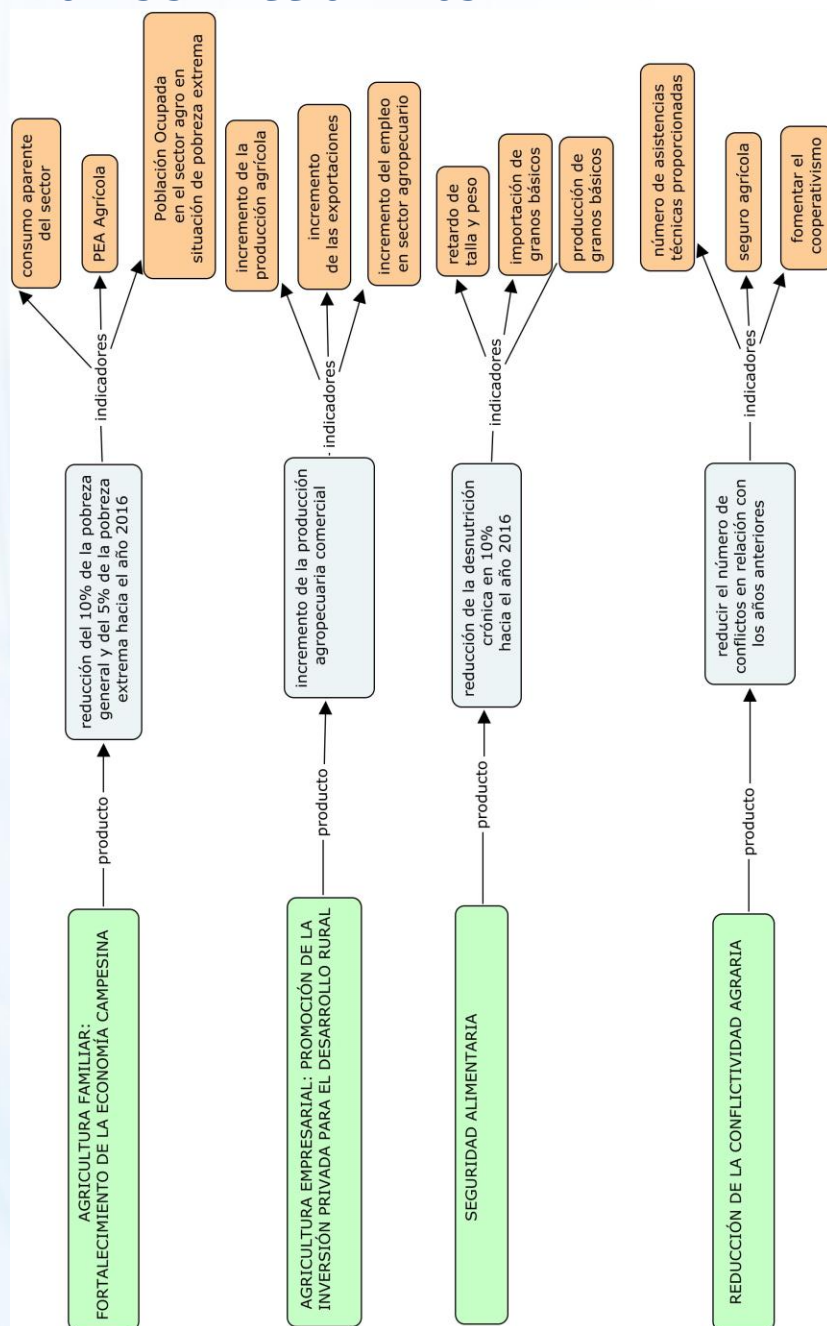 AGRICULTURA FAMILIAR:
FORTALECIMIENTO DE LA ECONOMÍA CAMPESINA
producto
reducción del 10% de la pobreza
general y del 5% de la pobreza
extrema hacia el año 2016
indicadores
consumo aparente
del sector
PEA Agrícola
Población Ocupada
en el sector agro en
situación de pobreza extrema
AGRICULTURA EMPRESARIAL: PROMOCIÓN DE LA
INVERSIÓN PRIVADA PARA EL DESARROLLO RURAL
producto
incremento de la producción
agropecuaria comercial
indicadores
incremento de la
producción agrícola
incremento
de las exportaciones
incremento del empleo
en sector agropecuario
SEGURIDAD ALIMENTARIA
producto
reducción de la desnutrición
crónica en 10%
hacia el año 2016
indicadores
retardo de
talla y peso
importación de
granos básicos
producción de
granos básicos
REDUCCIÓN DE LA CONFLICTIVIDAD AGRARIA
producto
reducir el número de
conflictos en relación con
los años anteriores
indicadores
número de asistencias
técnicas proporcionadas
seguro agrícola
fomentar el
cooperativismo